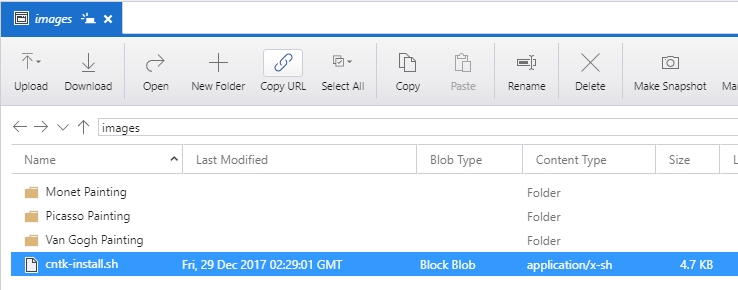 images
Upload Download Open New Folder Copy URL Select All Copy Paste Rename Delete Make Snapshot
images
Name Last Modified Blob Type Content Type Size
Monet Painting Folder
Picasso Painting Folder
Van Gogh Painting Folder
cntk-install.sh Fri, 29 Dec 2017 02:29:01 GMT Block Blob application/x-sh 4.7 KB